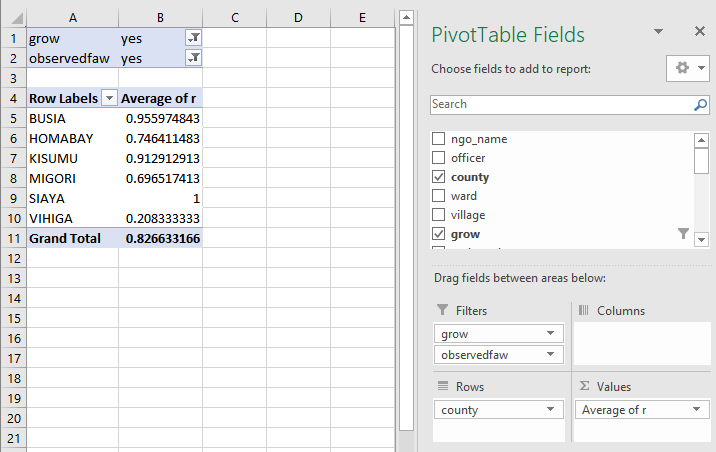 A B C D E
1 grow yes
2 observedfaw yes
3
4 Row Labels Average of r
5 BUSIA 0.955974843
6 HOMABAY 0.746411483
7 KISUMU 0.912912913
8 MIGORI 0.696517413
9 SIAYA 1
10 VIHIGA 0.208333333
11 Grand Total 0.826633166
12
13
14
15
16
17
18
19
20
21
PivotTable Fields
Choose fields to add to report:
Search
ngo_name
officer
county
ward
village
grow
Drag fields between areas below:
Filters
grow
observedfaw
Columns
Rows
county
Σ Values
Average of r